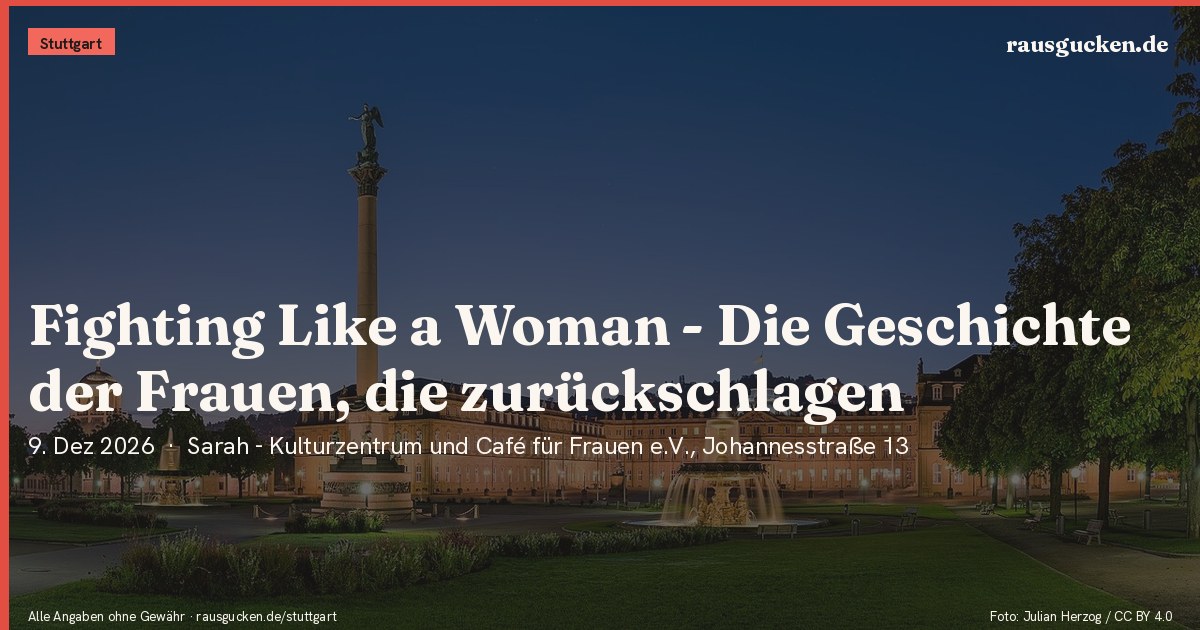 Stuttgart
rausgucken.de
Fighting Like a Woman - Die Geschichte
der Frauen, die zurückschlagen
9. Dez 2026 · Sarah - Kulturzentrum und Café für Frauen e.V., Johannesstraße 13
Alle Angaben ohne Gewähr · rausgucken.de/stuttgart
Foto: Julian Herzog / CC BY 4.0